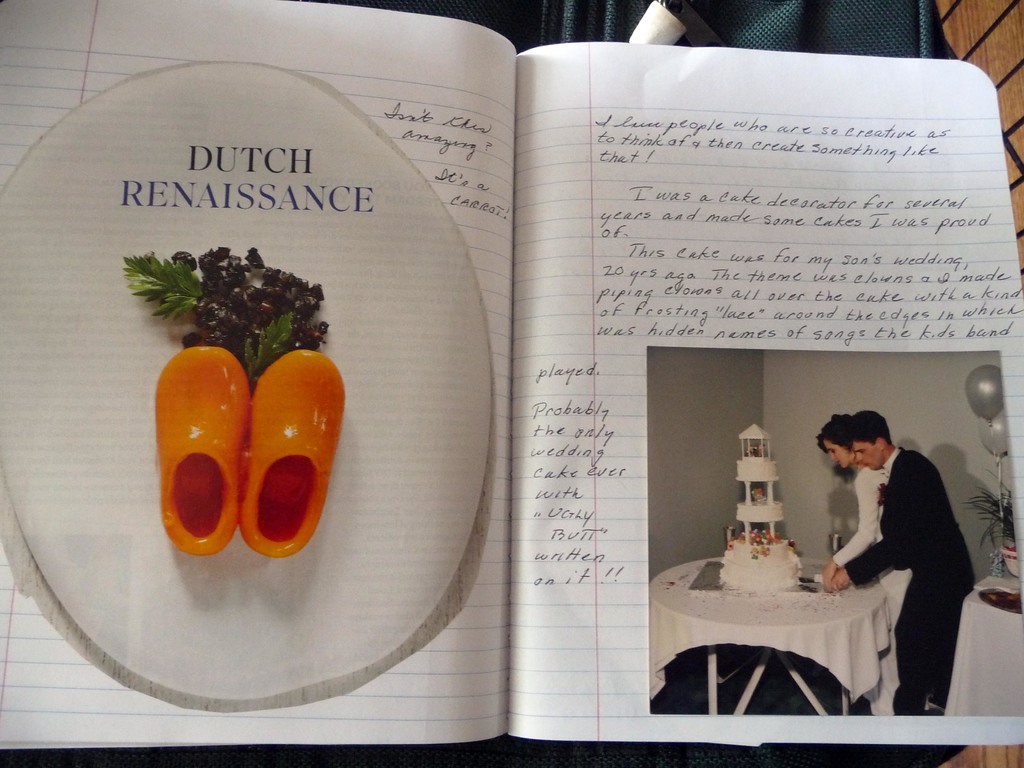 DUTCH
RENAISSANCE
Isn't this
amazing?
It's a
CARROT!
I love people who are so creative as
to think of & then create something like
that!
I was a cake decorator for several
years and made some cakes I was proud
of.
This cake was for my son's wedding,
20 yrs ago. The theme was clowns & I made
piping clowns all over the cake with a kind
of frosting "lace" around the edges in which
was hidden names of songs the kids band
played.
Probably
the only
wedding
cake ever
with
"UGLY
BUTT"
written
on it!!